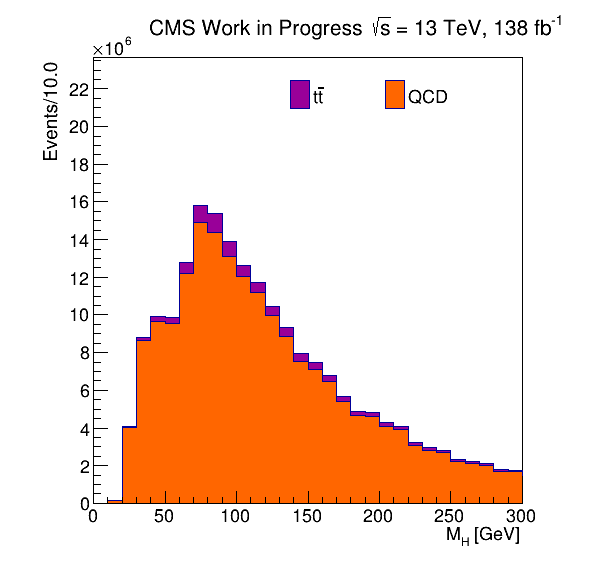 CMS Work in Progress √s = 13 TeV, 138 fb⁻¹
×10⁶
Events/10.0
tt̄
QCD
22
20
18
16
14
12
10
8
6
4
2
0
0 50 100 150 200 250 300
M_H [GeV]